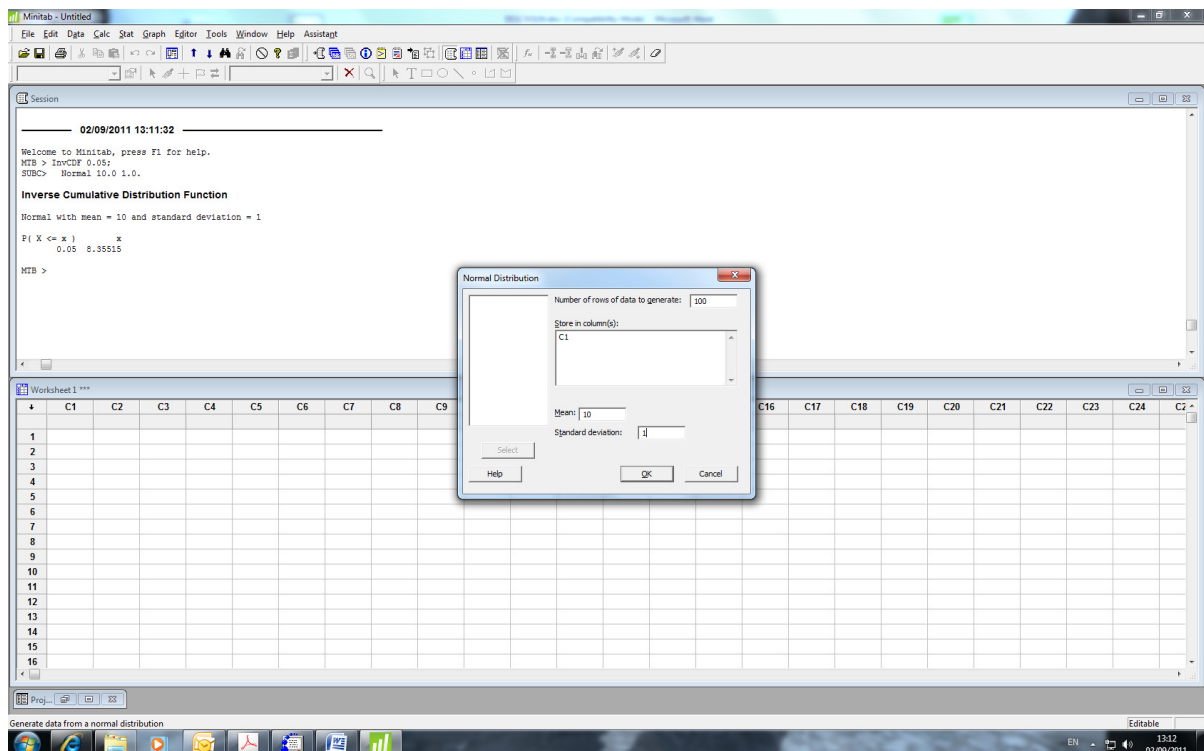 Minitab - Untitled
File Edit Data Calc Stat Graph Editor Tools Window Help Assistant
Session
02/09/2011 13:11:32
Welcome to Minitab, press F1 for help.
MTB > InvCDF 0.05;
SUBC> Normal 10.0 1.0.
Inverse Cumulative Distribution Function
Normal with mean = 10 and standard deviation = 1
P( X <= x ) x
0.05 8.35515
MTB >
Normal Distribution
Number of rows of data to generate: 100
Store in column(s):
C1
Mean: 10
Standard deviation: 1
Select
Help OK Cancel
Worksheet 1 ***
C1 C2 C3 C4 C5 C6 C7 C8 C9 C16 C17 C18 C19 C20 C21 C22 C23 C24
1
2
3
4
5
6
7
8
9
10
11
12
13
14
15
16
Proj...
Generate data from a normal distribution Editable
EN 13:12
02/09/2011